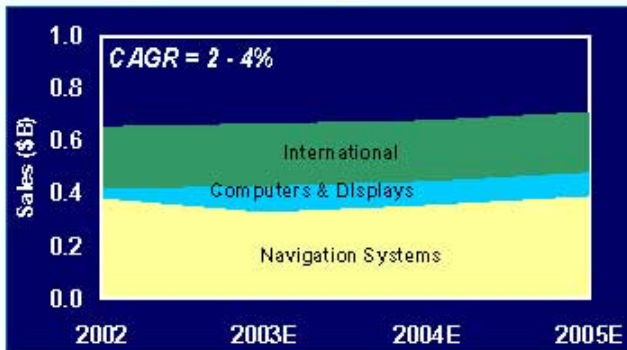 1.0
CAGR = 2 - 4%
0.8
0.6
International
Sales ($B)
0.4
Computers & Displays
0.2
Navigation Systems
0.0
2002 2003E 2004E 2005E